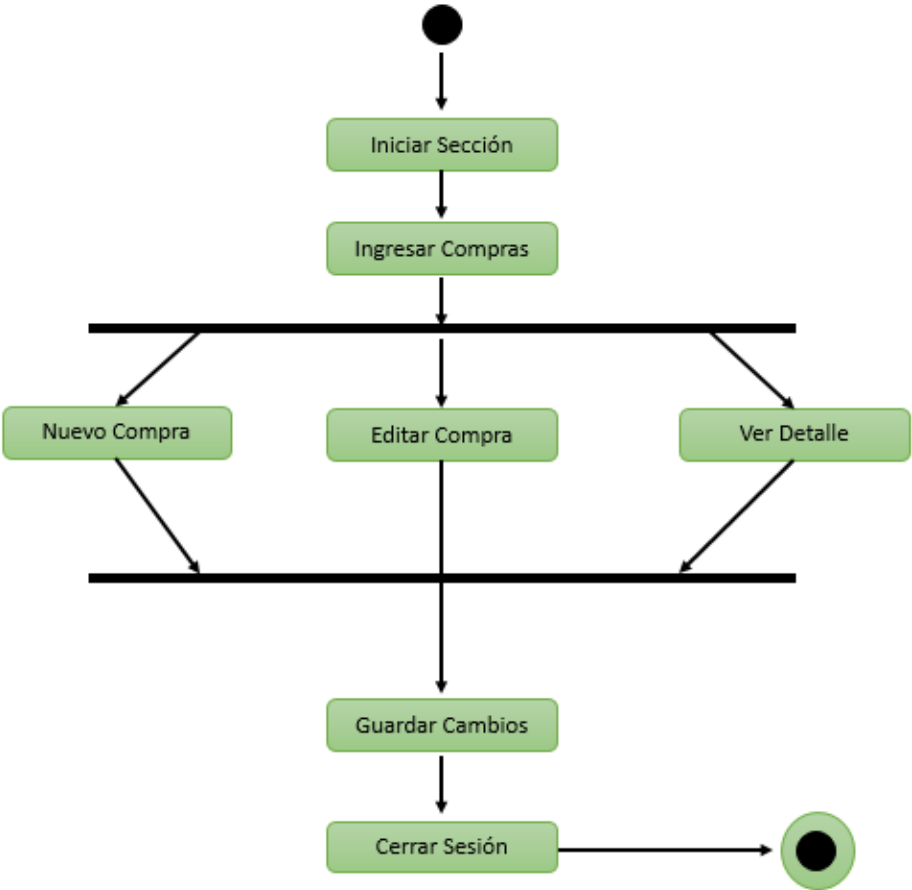 Iniciar Sección
Ingresar Compras
Nuevo Compra
Editar Compra
Ver Detalle
Guardar Cambios
Cerrar Sesión